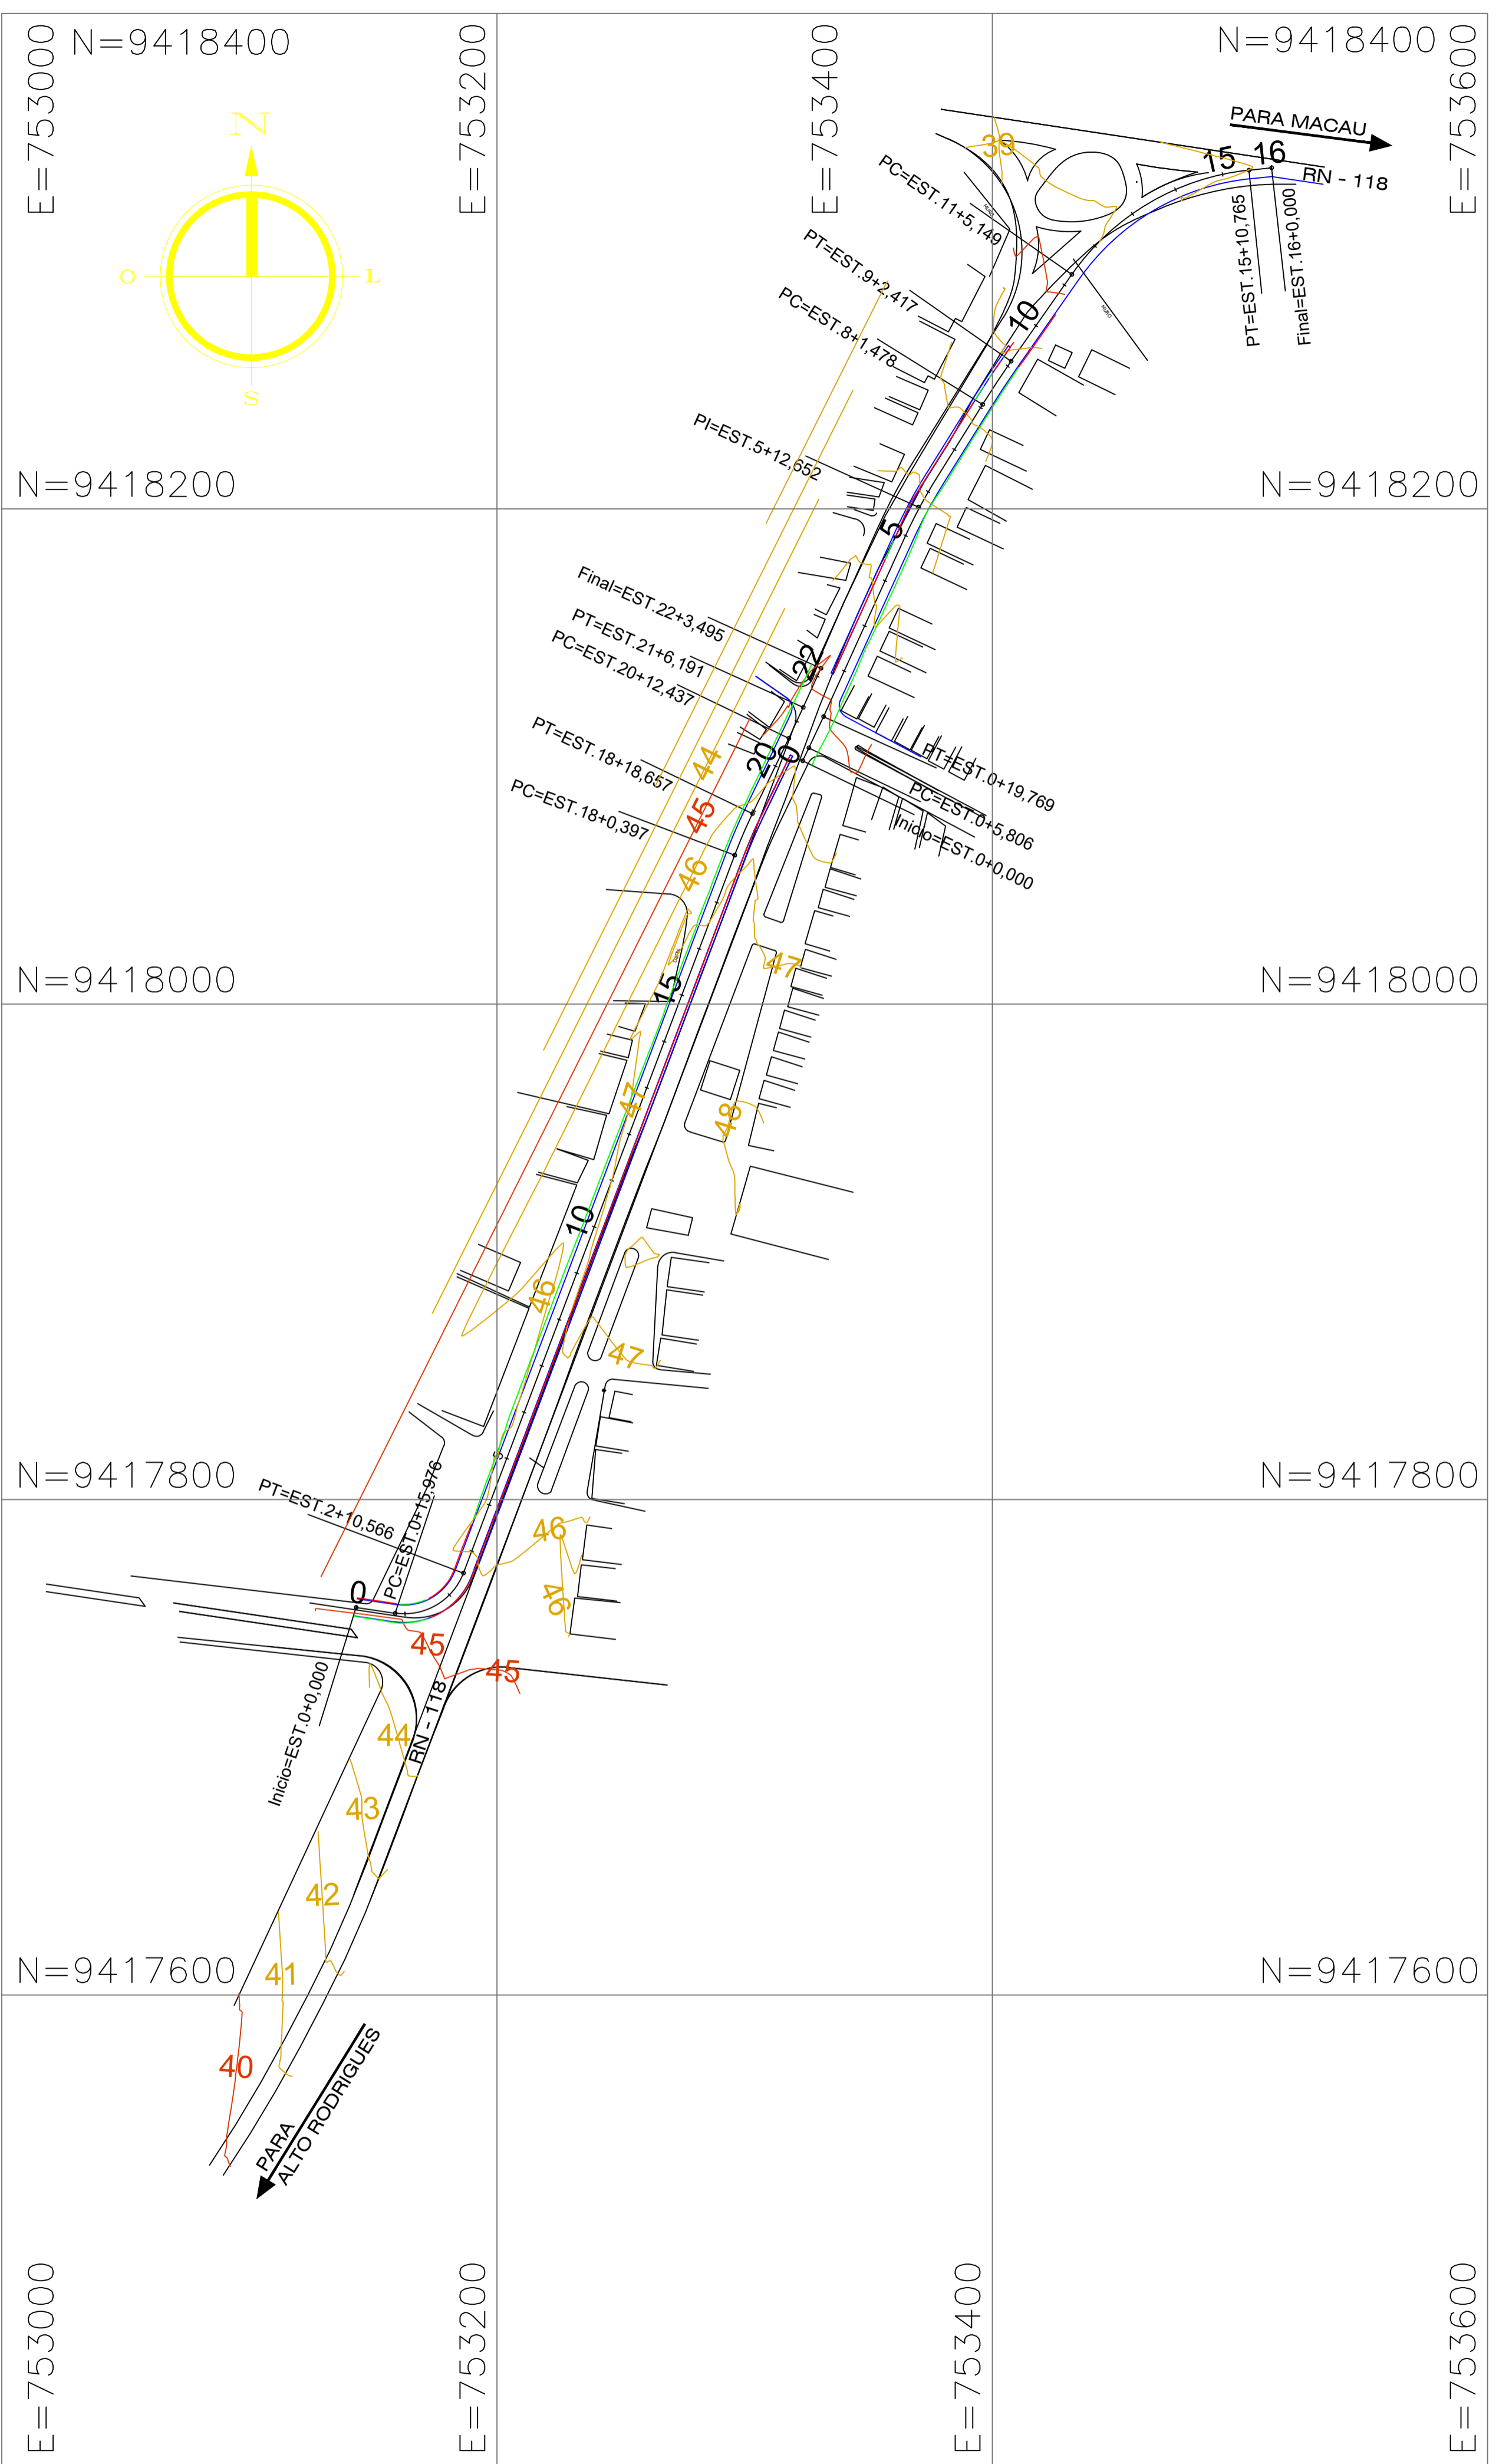 E=753000
N=9418400
E=753200
E=753400
N=9418400
E=753600
N
O
L
S
PARA MACAU
39
15
16
RN - 118
PC=EST.11+5,149
MURO
PT=EST.15+10,765
Final=EST.16+0,000
PT=EST.9+2,417
MURO
PC=EST.8+1,478
10
PI=EST.5+12,652
N=9418200
N=9418200
5
Final=EST.22+3,495
PT=EST.21+6,191
PC=EST.20+12,437
22
PT=EST.18+18,657
44
20
0
PT=EST.0+19,769
PC=EST.0+5,806
Inicio=EST.0+0,000
PC=EST.18+0,397
45
46
47
N=9418000
N=9418000
15
47
48
10
46
47
5
N=9417800
N=9417800
PT=EST.2+10,566
PC=EST.0+15,976
46
46
0
45
45
Inicio=EST.0+0,000
RN - 118
44
43
42
N=9417600
N=9417600
41
40
PARA
ALTO RODRIGUES
E=753000
E=753200
E=753400
E=753600